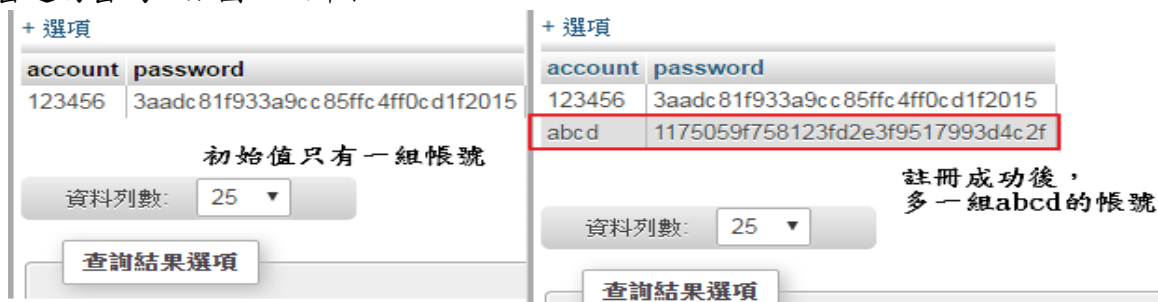 + 選項
account password
123456 3aadc81f933a9cc85ffc4ff0cd1f2015
初始值只有一組帳號
資料列數: 25
查詢結果選項
+ 選項
account password
123456 3aadc81f933a9cc85ffc4ff0cd1f2015
abcd 1175059f758123fd2e3f9517993d4c2f
註冊成功後，
多一組abcd的帳號
資料列數: 25
查詢結果選項